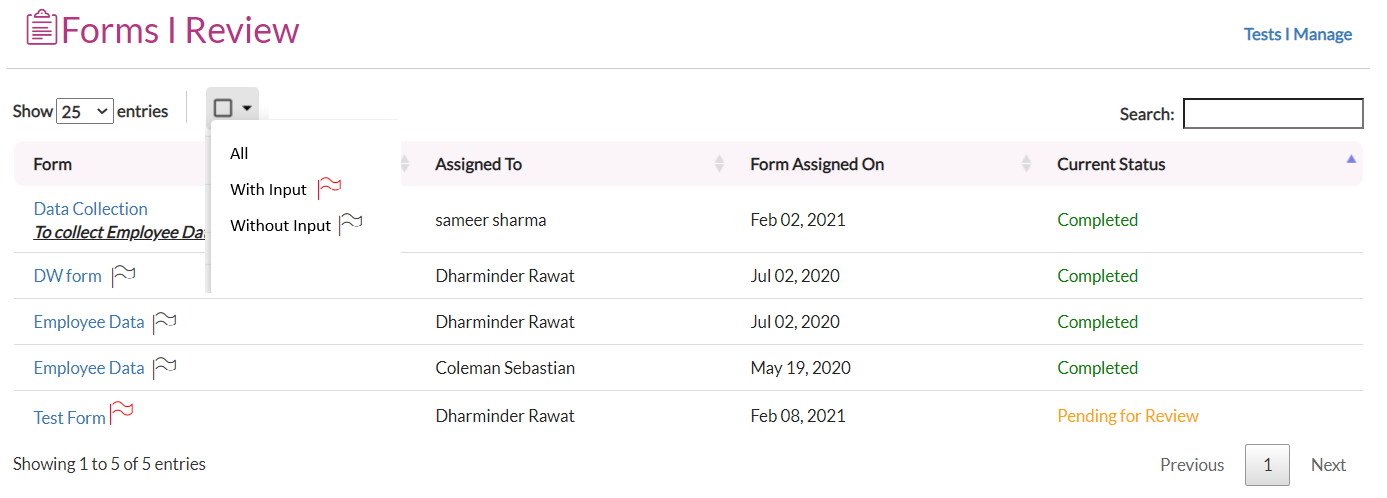 Forms I Review
Tests I Manage
Show 25 entries
Search:
All
With Input
Without Input
Form Assigned To Form Assigned On Current Status
Data Collection
To collect Employee
sameer sharma Feb 02, 2021 Completed
DW form Dharminder Rawat Jul 02, 2020 Completed
Employee Data Dharminder Rawat Jul 02, 2020 Completed
Employee Data Coleman Sebastian May 19, 2020 Completed
Test Form Dharminder Rawat Feb 08, 2021 Pending for Review
Showing 1 to 5 of 5 entries
Previous 1 Next